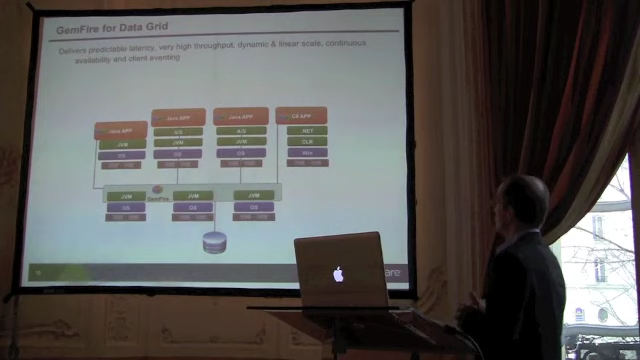 GemFire for Data Grid
Delivers predictable latency, very high throughput, dynamic & linear scale, continuous
availability and client eventing
Java APP
Java APP
Java APP
C# APP
A/S
A/S
.NET
JVM
JVM
JVM
CLR
OS
OS
OS
Win
GemFire
JVM
JVM
JVM
OS
OS
OS
are